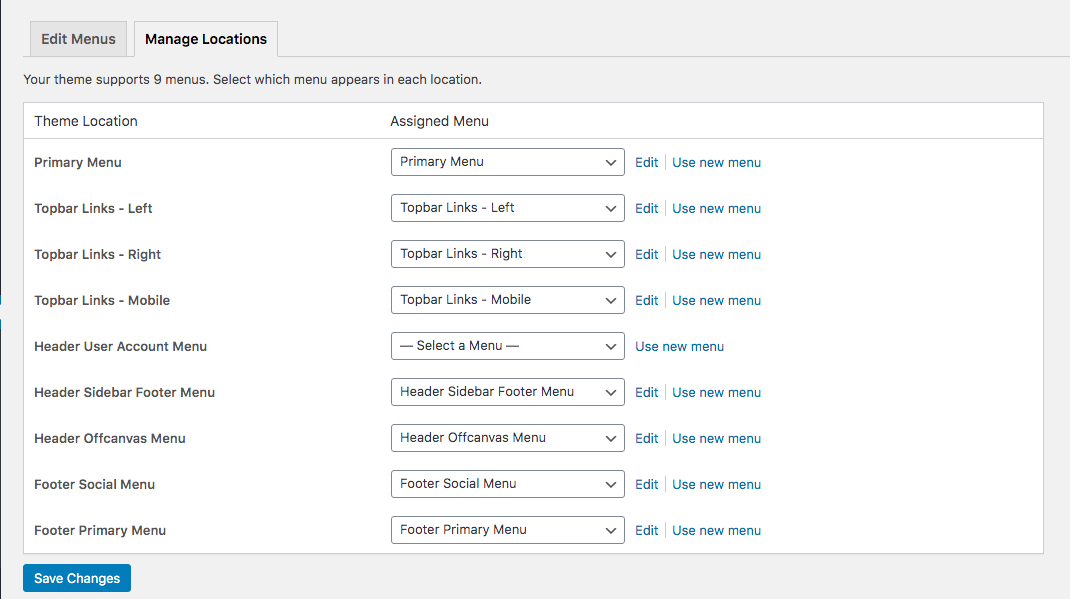 Edit Menus Manage Locations
Your theme supports 9 menus. Select which menu appears in each location.
Theme Location Assigned Menu
Primary Menu Primary Menu Edit Use new menu
Topbar Links - Left Topbar Links - Left Edit Use new menu
Topbar Links - Right Topbar Links - Right Edit Use new menu
Topbar Links - Mobile Topbar Links - Mobile Edit Use new menu
Header User Account Menu — Select a Menu — Use new menu
Header Sidebar Footer Menu Header Sidebar Footer Menu Edit Use new menu
Header Offcanvas Menu Header Offcanvas Menu Edit Use new menu
Footer Social Menu Footer Social Menu Edit Use new menu
Footer Primary Menu Footer Primary Menu Edit Use new menu
Save Changes